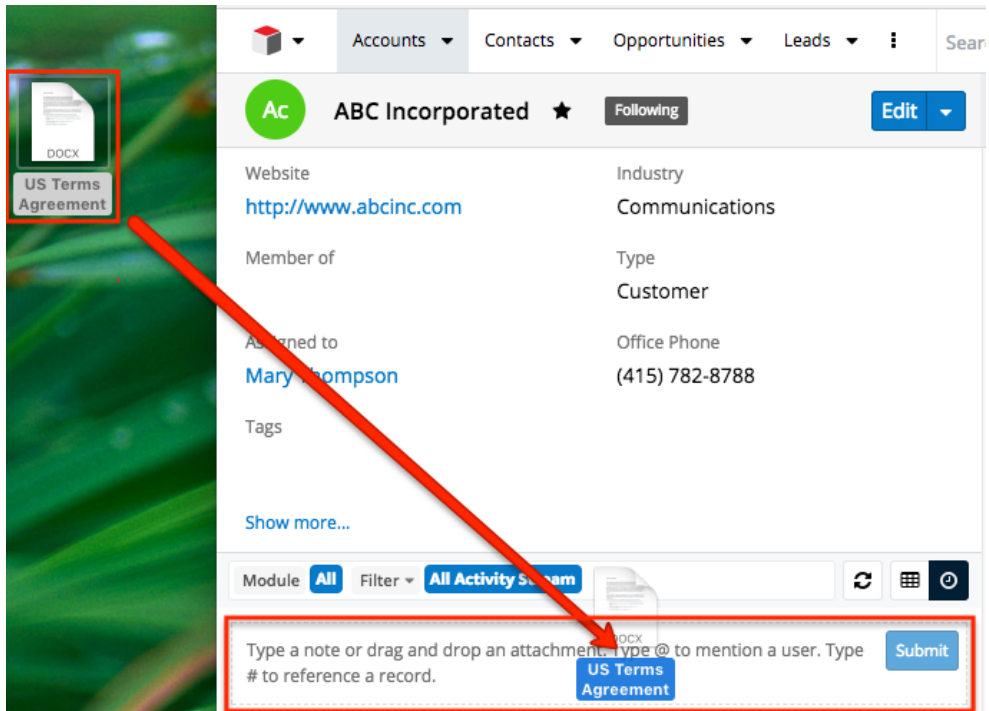 Accounts Contacts Opportunities Leads Sear
Ac ABC Incorporated Following Edit
DOCX
US Terms
Agreement
Website Industry
http://www.abcinc.com Communications
Member of Type
Customer
Assigned to Office Phone
Mary Thompson (415) 782-8788
Tags
Show more...
Module All Filter All Activity Stream
DOCX
Type a note or drag and drop an attachment. Type @ to mention a user. Type
# to reference a record.
Submit
US Terms
Agreement